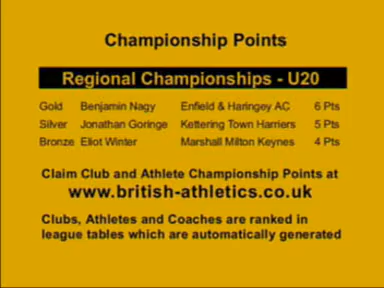 Championship Points
Regional Championships - U20
Gold Benjamin Nagy Enfield & Haringey AC 6 Pts
Silver Jonathan Goringe Kettering Town Harriers 5 Pts
Bronze Eliot Winter Marshall Milton Keynes 4 Pts
Claim Club and Athlete Championship Points at
www.british-athletics.co.uk
Clubs, Athletes and Coaches are ranked in
league tables which are automatically generated